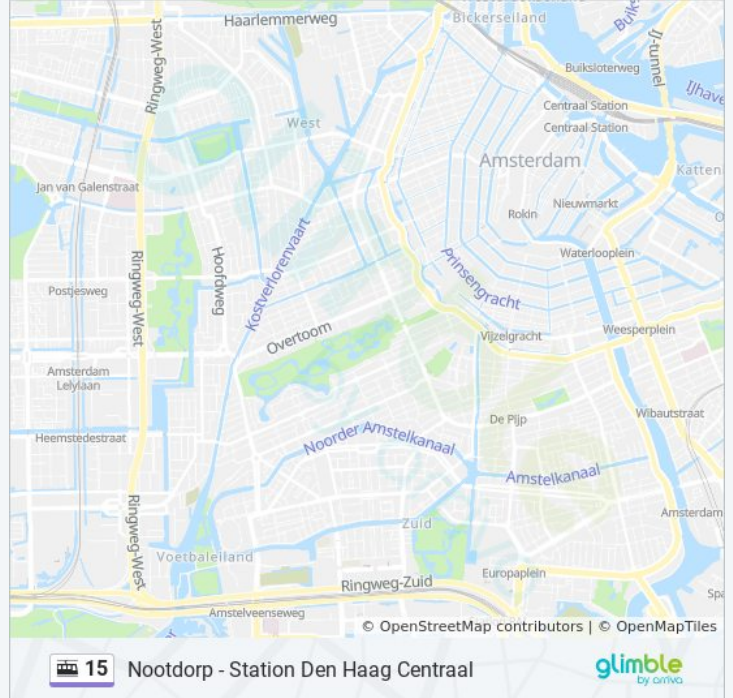 Haarlemmerweg
Bickerseiland
Buiks
IJ-tunnel
Buiksloterweg
Ringweg-West
IJhave
Centraal Station
West
Centraal Station
Amsterdam
Katten
Jan van Galenstraat
Nieuwmarkt
Rokin
Kostverlorenvaart
Waterlooplein
Hoofdweg
Prinsengracht
Ringweg-West
Postjesweg
Overtoom
Vijzelgracht
Weesperplein
Amsterdam
Lelylaan
De Pijp
Wibautstraat
Heemstedestraat
Noorder Amstelkanaal
Amstelkanaal
Ringweg-West
Amsterdam
Zuid
Voetbaleiland
Europaplein
Ringweg-Zuid
Spa
Amstelveenseweg
© OpenStreetMap contributors | © OpenMapTiles
15 Nootdorp - Station Den Haag Centraal
glimble
by arriva